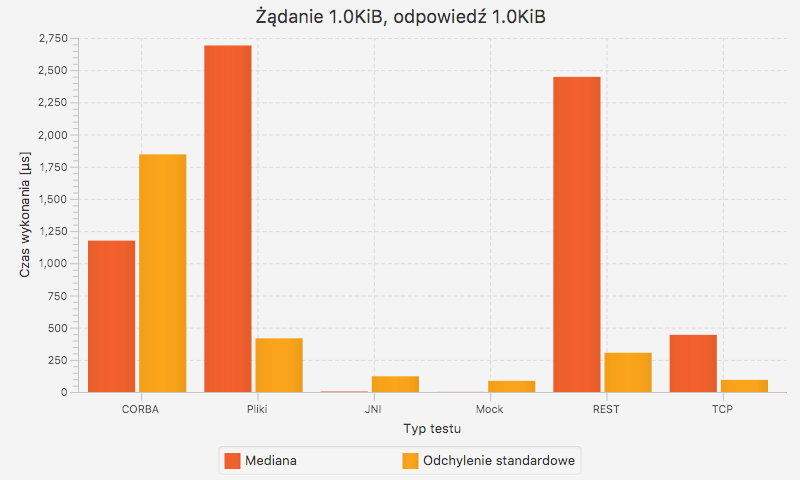 Żądanie 1.0KiB, odpowiedź 1.0KiB
2,750
2,500
2,250
2,000
1,750
1,500
1,250
1,000
750
500
250
0
Czas wykonania [µs]
CORBA Pliki JNI Mock REST TCP
Typ testu
Mediana Odchylenie standardowe